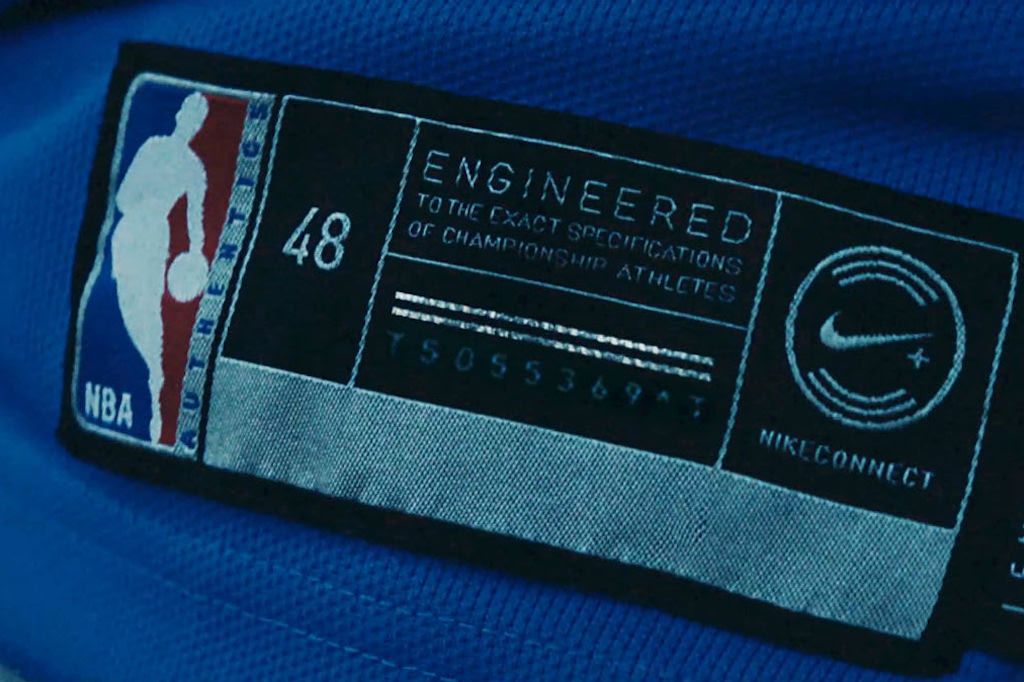 NBA
AUTHENTICS
48
ENGINEERED
TO THE EXACT SPECIFICATIONS
OF CHAMPIONSHIP ATHLETES
NIKECONNECT